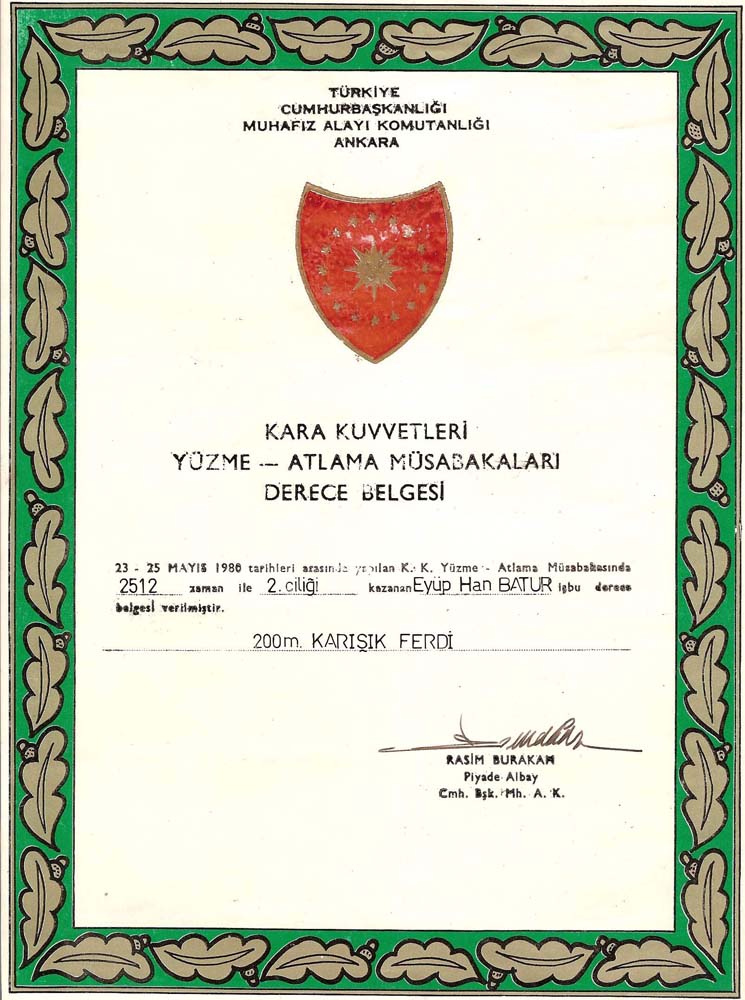 TÜRKİYE
CUMHURBAŞKANLIĞI
MUHAFIZ ALAYI KOMUTANLIĞI
ANKARA
KARA KUVVETLERİ
YÜZME — ATLAMA MÜSABAKALARI
DERECE BELGESİ
23 - 25 MAYIS 1986 tarihleri arasında yapılan K. K. Yüzme - Atlama Müsabakasında
2512 zaman ile 2. ciliği kazanan Eyüp Han BATUR işbu derece
belgesi verilmiştir.
200m. KARIŞIK FERDİ
RASİM BURAKAN
Piyade Albay
Cmh. Bşk. Mh. A. K.